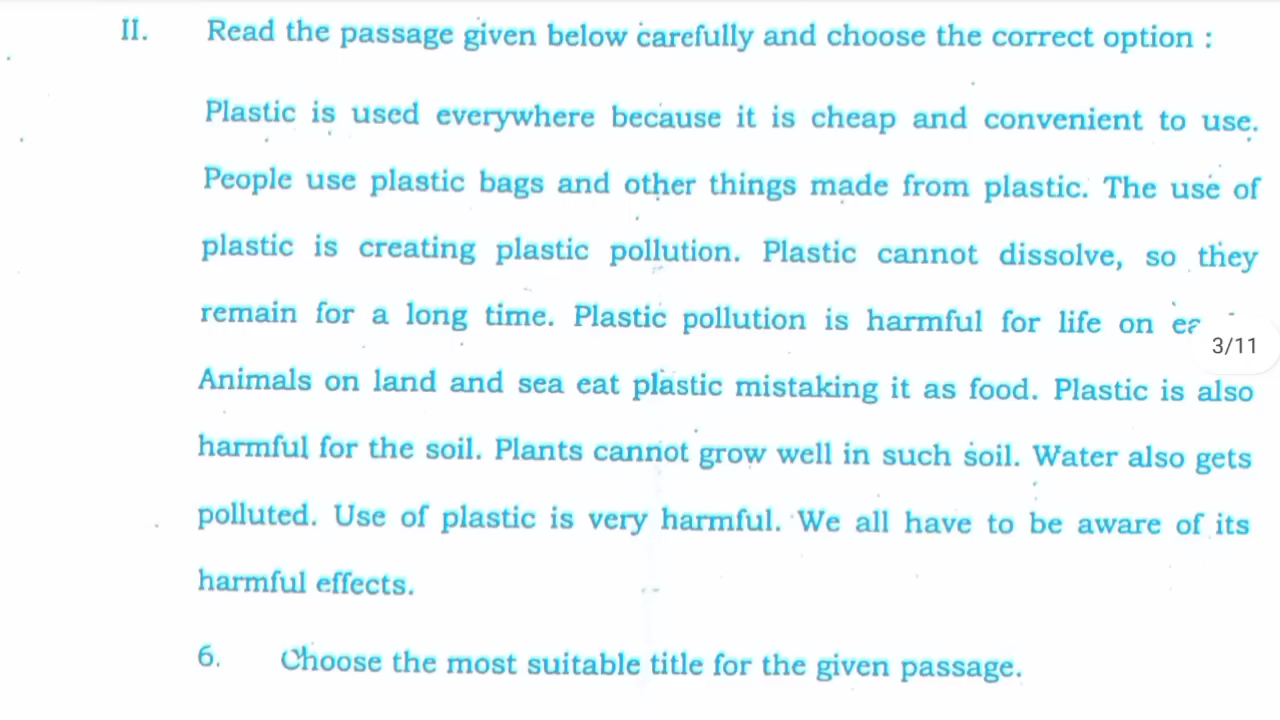 II. Read the passage given below carefully and choose the correct option :
Plastic is used everywhere because it is cheap and convenient to use.
People use plastic bags and other things made from plastic. The use of
plastic is creating plastic pollution. Plastic cannot dissolve, so they
remain for a long time. Plastic pollution is harmful for life on
3/11
Animals on land and sea eat plastic mistaking it as food. Plastic is also
harmful for the soil. Plants cannot grow well in such soil. Water also gets
polluted. Use of plastic is very harmful. We all have to be aware of its
harmful effects.
6. Choose the most suitable title for the given passage.